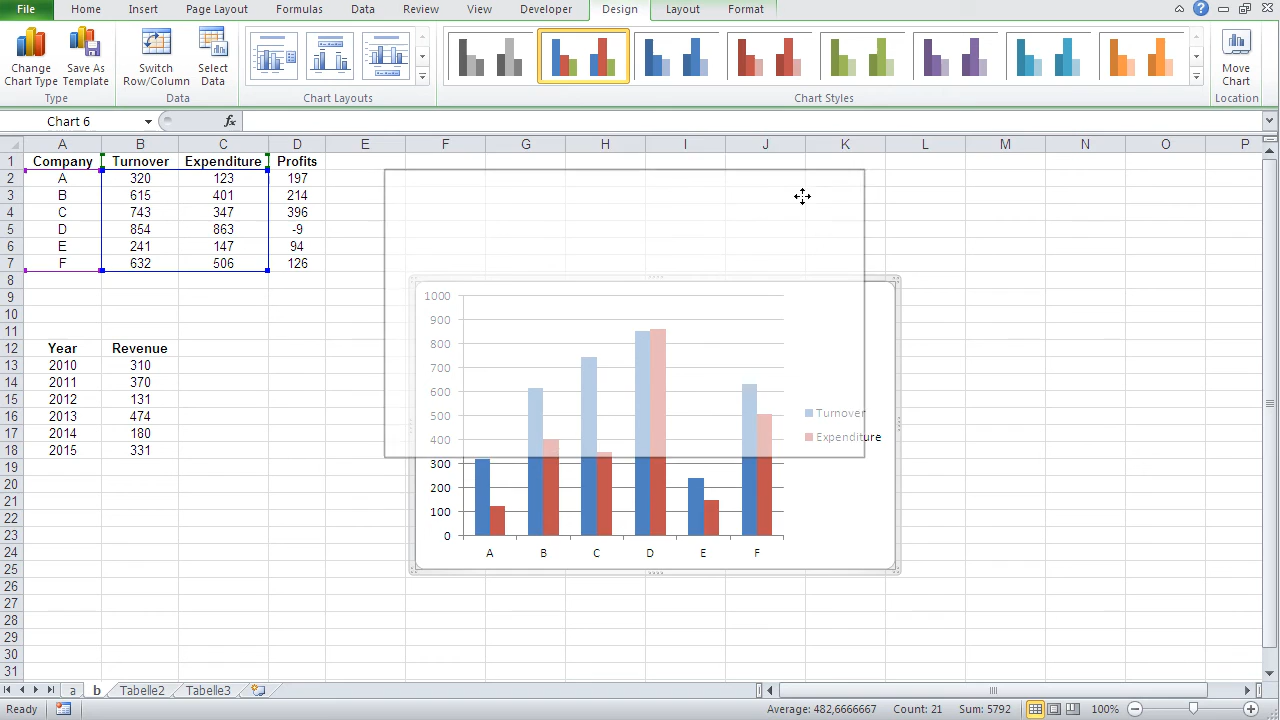 File Home Insert Page Layout Formulas Data Review View Developer Design Layout Format
Change Chart Type
Save As Template
Switch Row/Column
Select Data
Move Chart
Type Data Chart Layouts Chart Styles Location
Chart 6 fx
A B C D E F G H I J K L M N O P
1 Company Turnover Expenditure Profits
2 A 320 123 197
3 B 615 401 214
4 C 743 347 396
5 D 854 863 -9
6 E 241 147 94
7 F 632 506 126
8
9
10
11
12 Year Revenue
13 2010 310
14 2011 370
15 2012 131
16 2013 474
17 2014 180
18 2015 331
19
20
21
22
23
24
25
26
27
28
29
30
31
1000
900
800
700
600
500
400
300
200
100
0
A B C D E F
Turnover
Expenditure
a b Tabelle2 Tabelle3
Ready Average: 482,6666667 Count: 21 Sum: 5792 100%